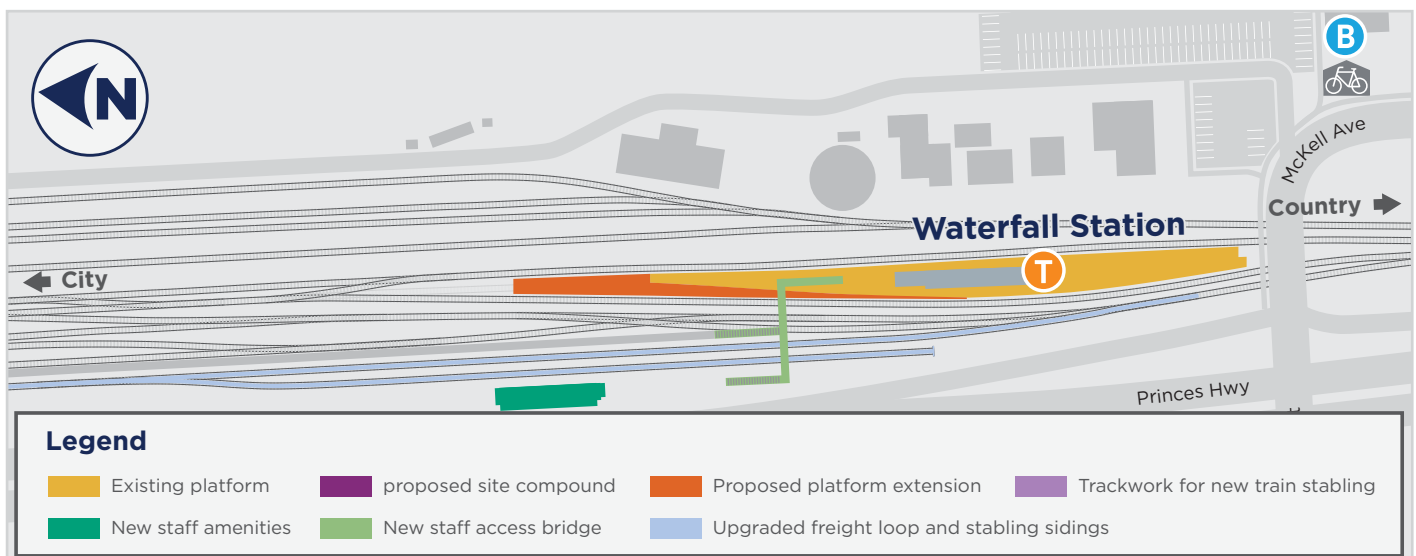 N
B
McKell Ave
Country
Waterfall Station
T
City
Princes Hwy
Legend
Existing platform
proposed site compound
Proposed platform extension
Trackwork for new train stabling
New staff amenities
New staff access bridge
Upgraded freight loop and stabling sidings